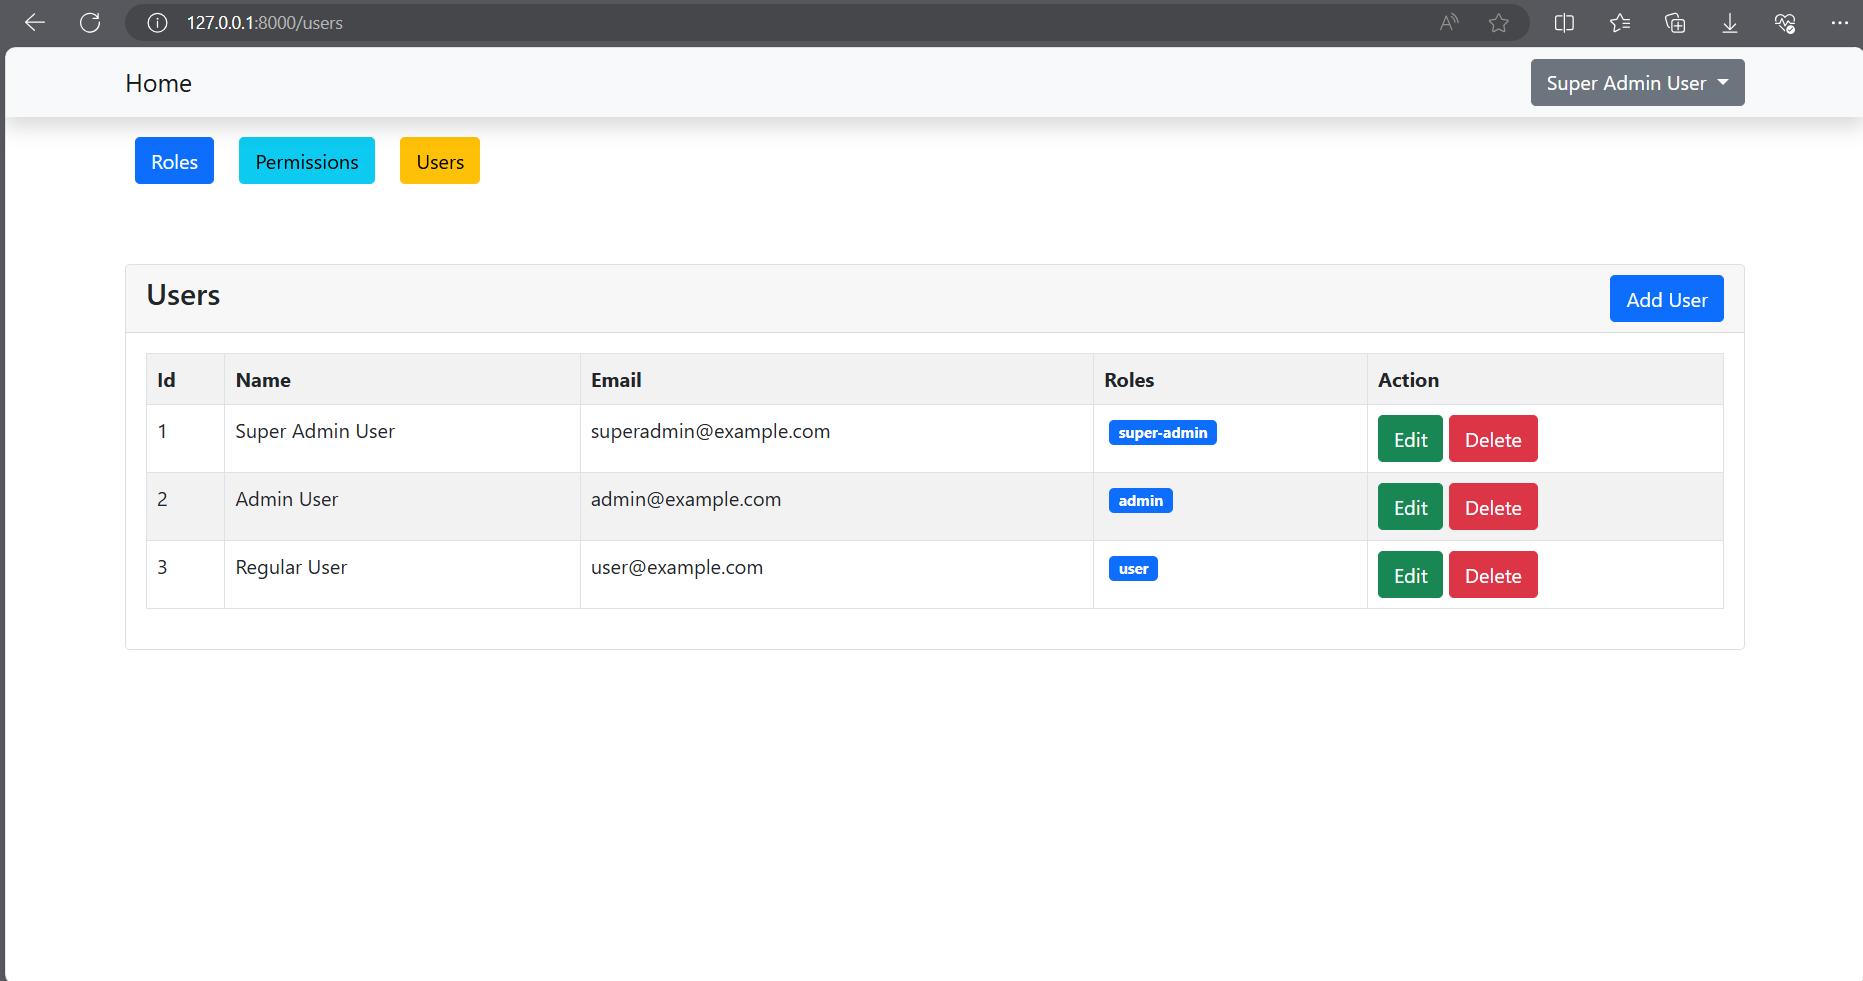 127.0.0.1:8000/users
Home
Super Admin User
Roles Permissions Users
Users
Add User
Id Name Email Roles Action
1 Super Admin User superadmin@example.com super-admin Edit Delete
2 Admin User admin@example.com admin Edit Delete
3 Regular User user@example.com user Edit Delete